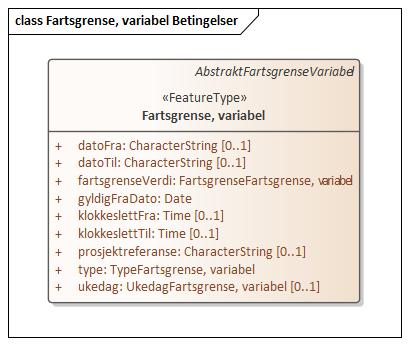 class Fartsgrense, variabel Betingelser
AbstraktFartsgrenseVariabel
«FeatureType»
Fartsgrense, variabel
+ datoFra: CharacterString [0..1]
+ datoTil: CharacterString [0..1]
+ fartsgrenseVerdi: FartsgrenseFartsgrense, variabel
+ gyldigFraDato: Date
+ klokkeslettFra: Time [0..1]
+ klokkeslettTil: Time [0..1]
+ prosjektreferanse: CharacterString [0..1]
+ type: TypeFartsgrense, variabel
+ ukedag: UkedagFartsgrense, variabel [0..1]